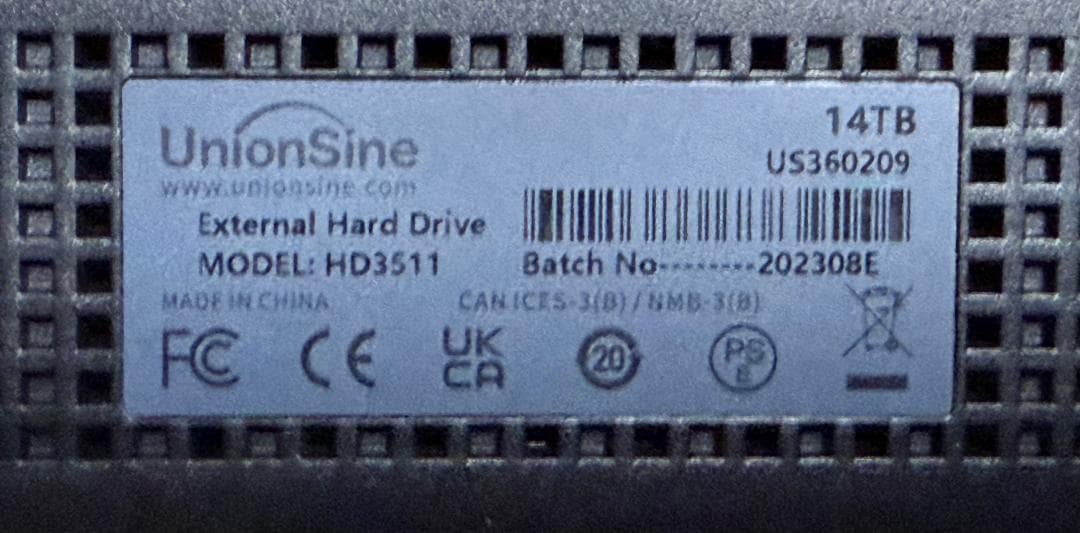 UnionSine
www.unionsine.com
External Hard Drive
MODEL: HD3511
14TB
US360209
Batch No--------202308E
MADE IN CHINA
CAN ICES-3(B) / NMB-3(B)
FC CE UK
CA 20 PS
E